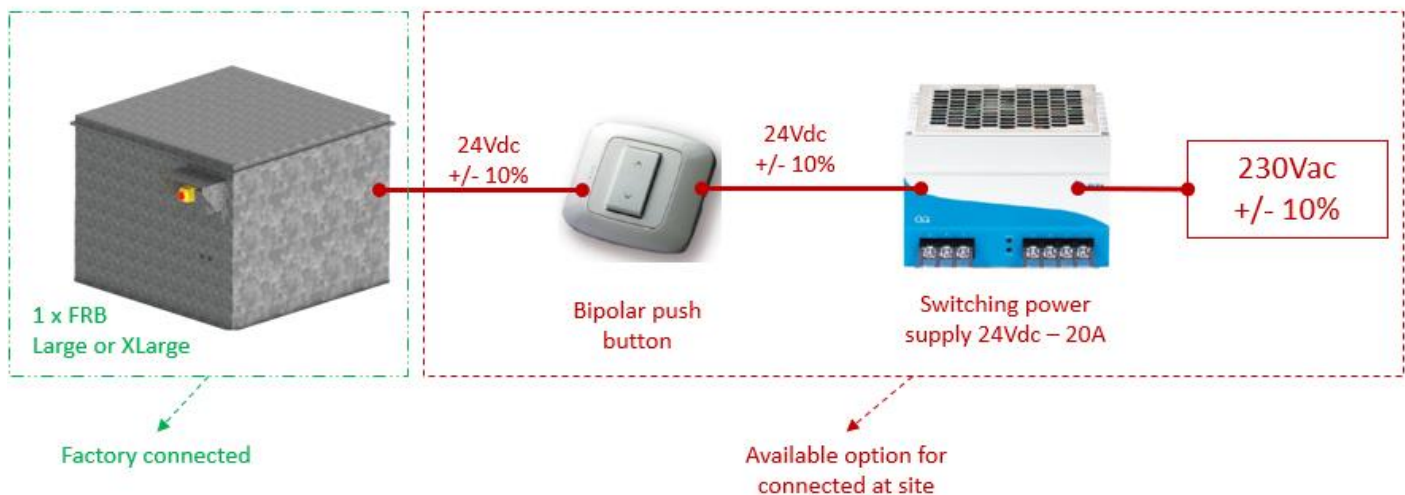 24Vdc
+/- 10%
24Vdc
+/- 10%
230Vac
+/- 10%
1 x FRB
Large or XLarge
Bipolar push
button
Switching power
supply 24Vdc – 20A
Factory connected
Available option for
connected at site